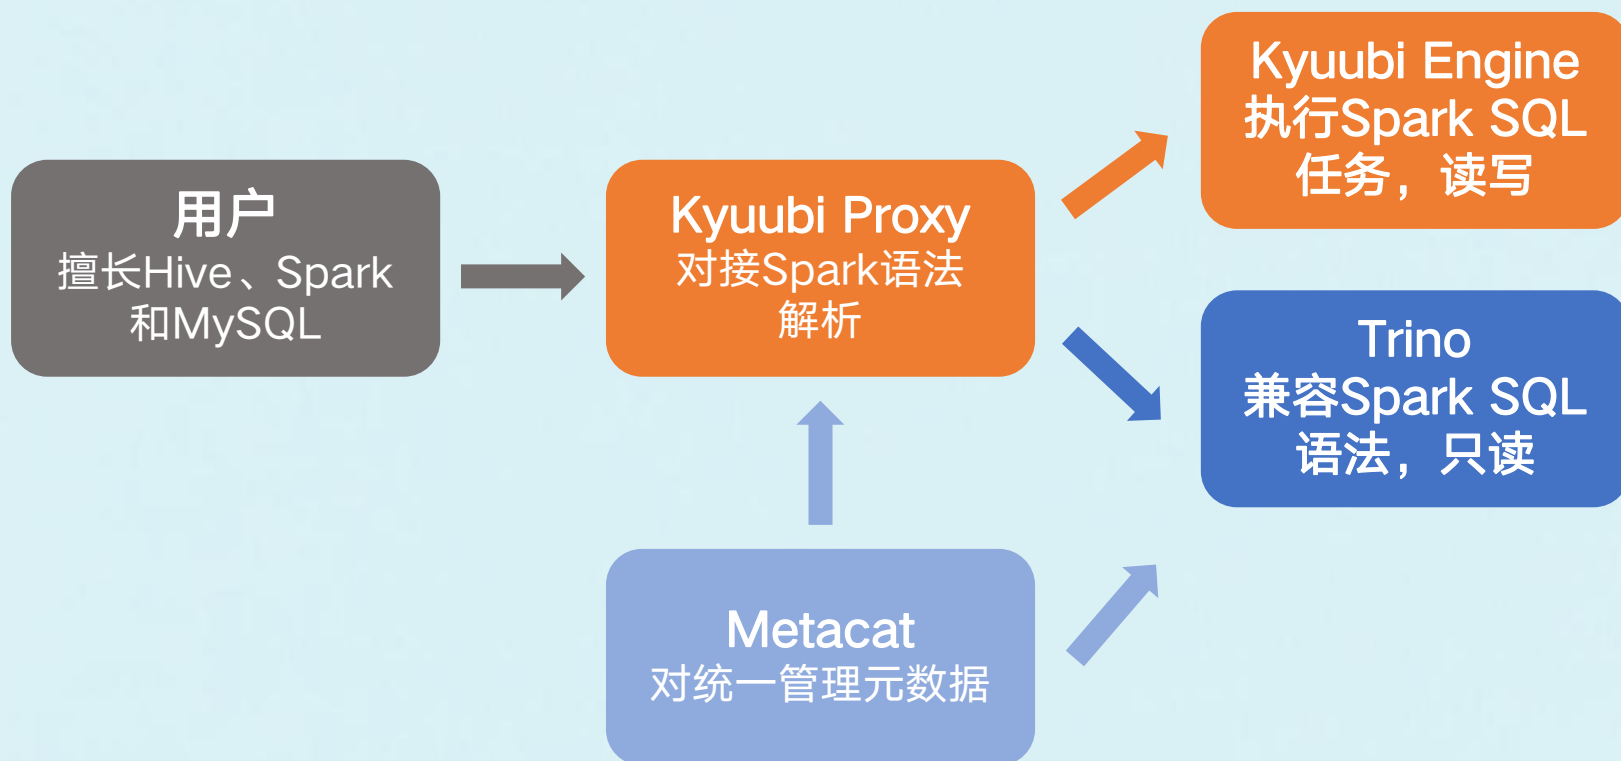 用户
擅长Hive、Spark
和MySQL
Kyuubi Proxy
对接Spark语法
解析
Kyuubi Engine
执行Spark SQL
任务，读写
Trino
兼容Spark SQL
语法，只读
Metacat
对统一管理元数据